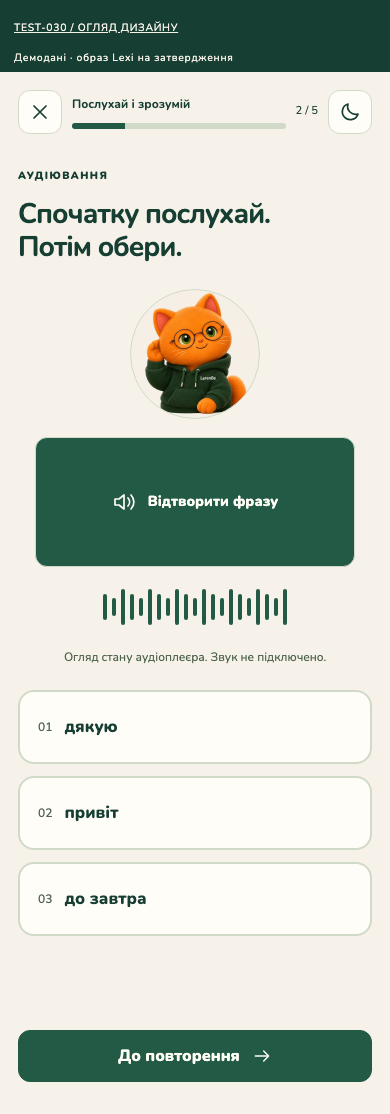 TEST-030 / ОГЛЯД ДИЗАЙНУ
Демодані · образ Lexi на затвердження
Послухай і зрозумій
2 / 5
АУДІЮВАННЯ
Спочатку послухай.
Потім обери.
Відтворити фразу
Огляд стану аудіоплеєра. Звук не підключено.
01 дякую
02 привіт
03 до завтра
До повторення